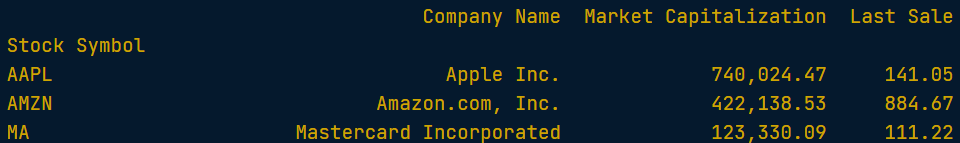 Company Name Market Capitalization Last Sale
Stock Symbol
AAPL Apple Inc. 740,024.47 141.05
AMZN Amazon.com, Inc. 422,138.53 884.67
MA Mastercard Incorporated 123,330.09 111.22